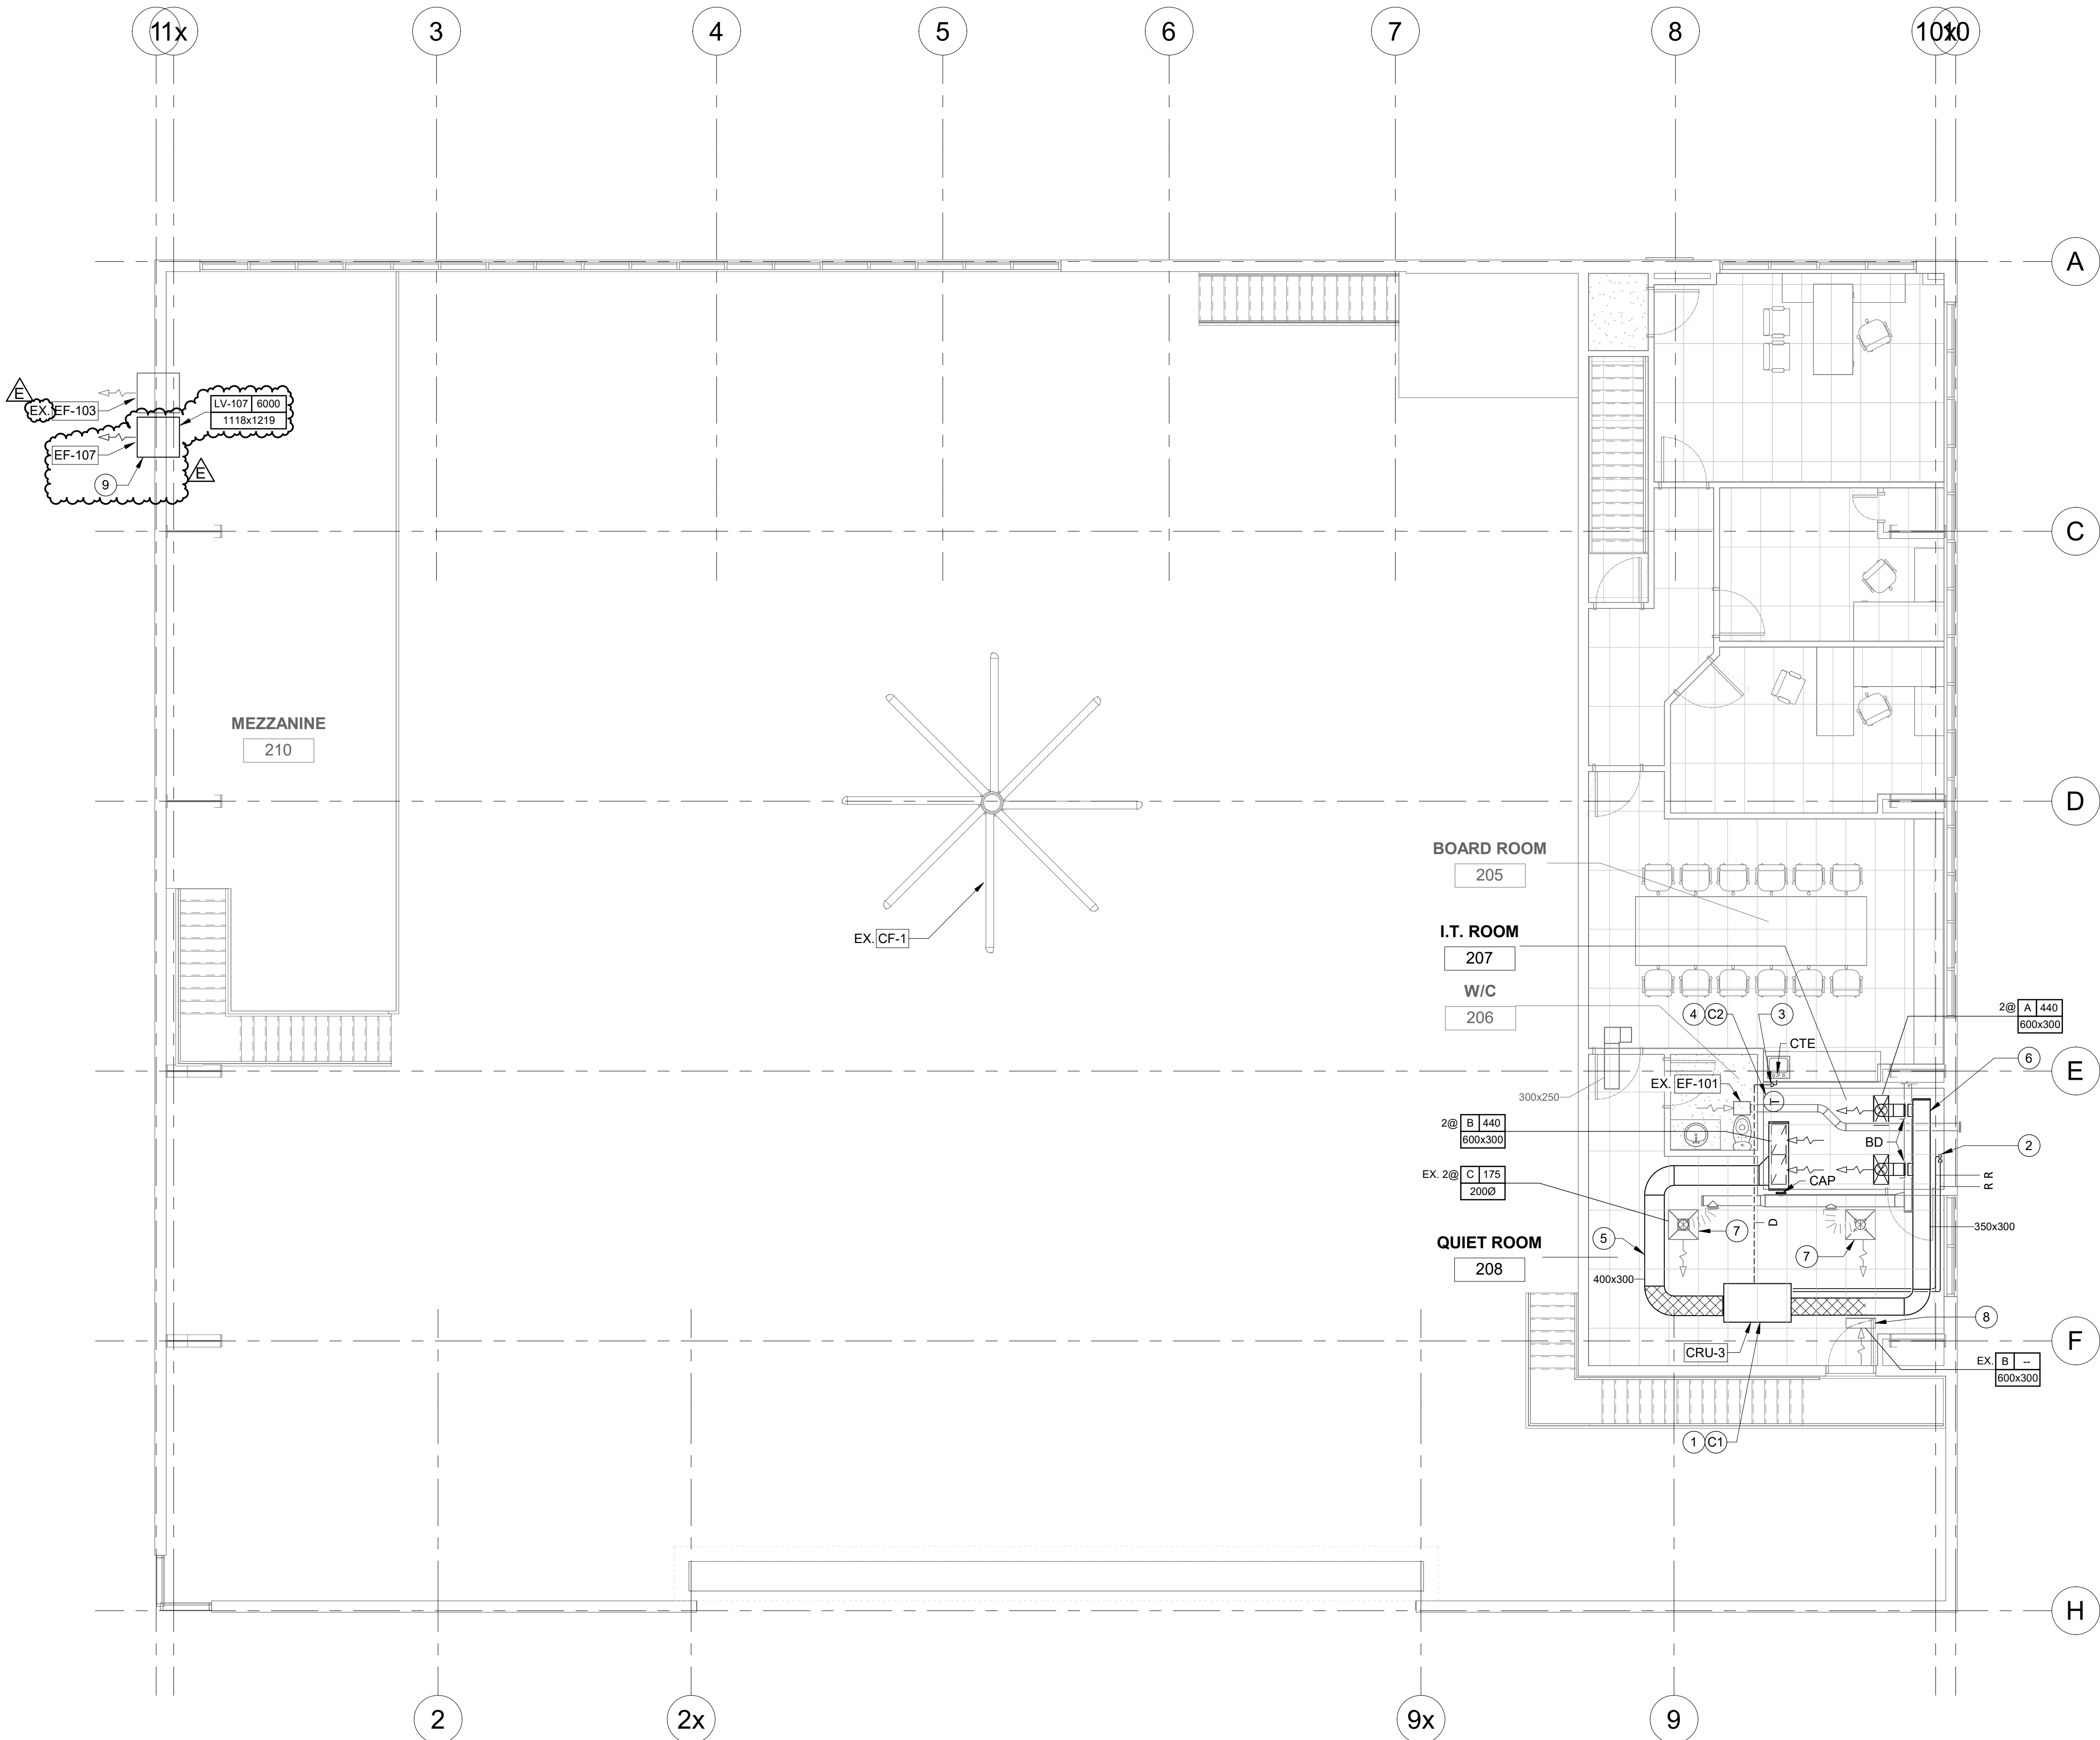 1
1x
3
4
5
6
7
8
10x
10
A
E
EX. EF-103
LV-107 6000
1118x1219
EF-107
9
E
C
MEZZANINE
210
D
BOARD ROOM
205
EX. CF-1
I.T. ROOM
207
W/C
206
4 C2
3
CTE
2@ A 440
600x300
6
E
EX. EF-101
300x250
T
2@ B 440
600x300
BD
2
EX. 2@ C 175
200Ø
CAP
R
R
7
D
5
QUIET ROOM
208
7
350x300
400x300
8
F
CRU-3
EX. B --
600x300
1 C1
H
2
2x
9x
9